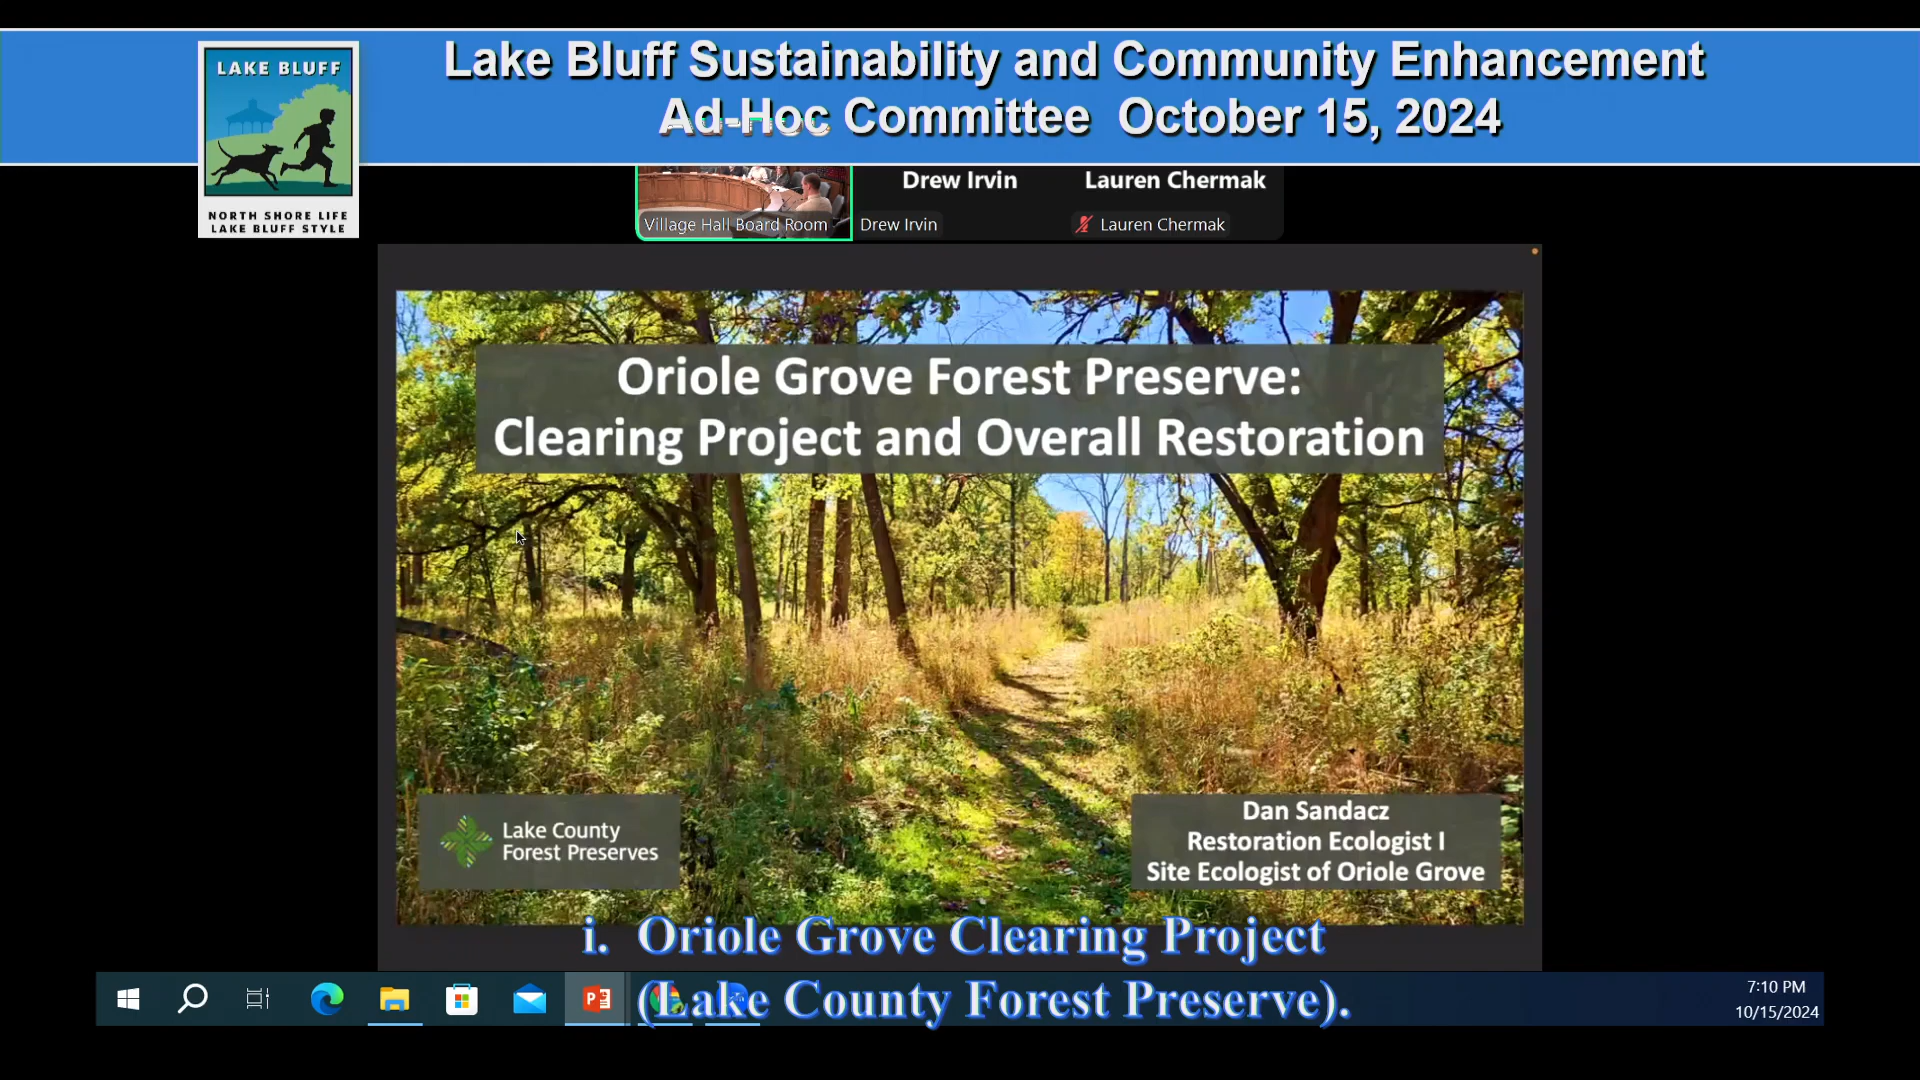 Lake Bluff Sustainability and Community Enhancement
Ad-Hoc Committee October 15, 2024
LAKE BLUFF
NORTH SHORE LIFE
LAKE BLUFF STYLE
Drew Irvin
Lauren Chermak
Village Hall Board Room
Drew Irvin
Lauren Chermak
Oriole Grove Forest Preserve:
Clearing Project and Overall Restoration
Lake County
Forest Preserves
Dan Sandacz
Restoration Ecologist I
Site Ecologist of Oriole Grove
i. Oriole Grove Clearing Project
(Lake County Forest Preserve).
7:10 PM
10/15/2024